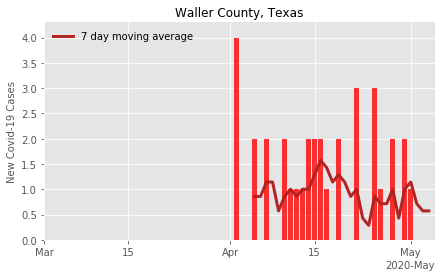 Waller County, Texas
7 day moving average
New Covid-19 Cases
4.0
3.5
3.0
2.5
2.0
1.5
1.0
0.5
0.0
Mar 15 Apr 15 May
2020-May